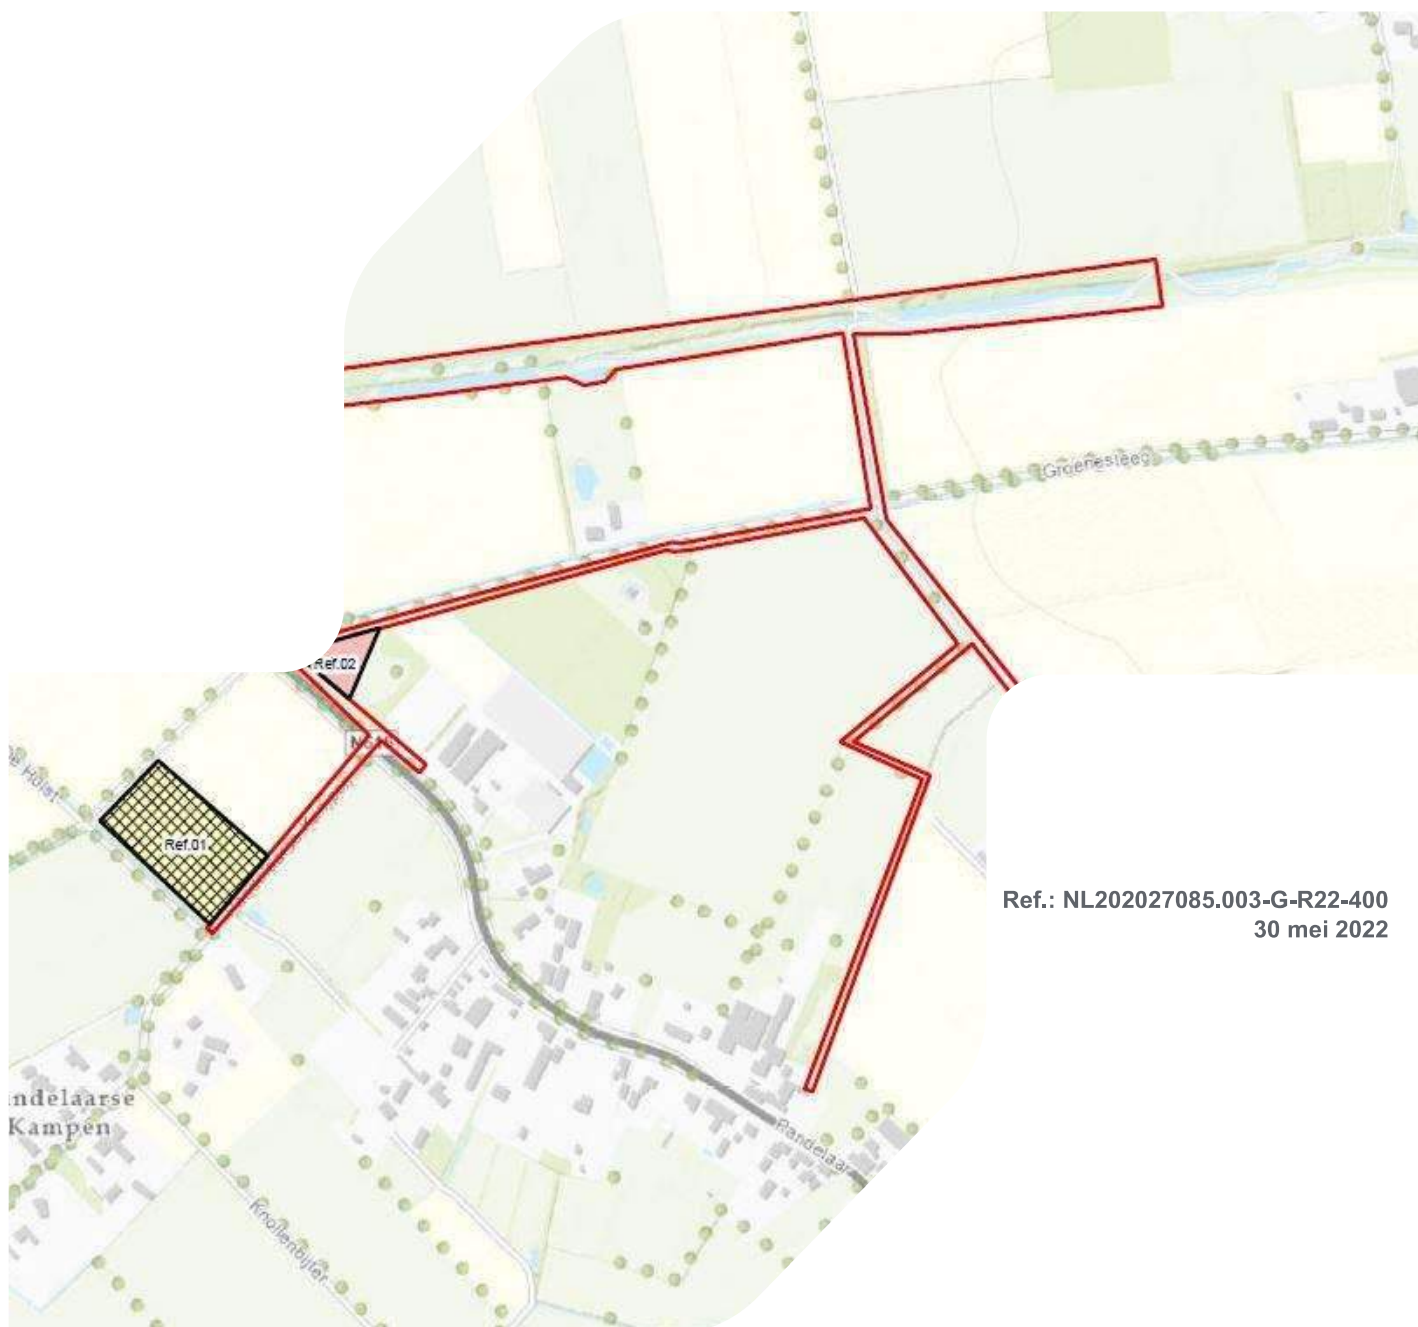 Groenesteeg
Ref.02
Ref.01
Ref.: NL202027085.003-G-R22-400
30 mei 2022
ndelaarse
Kampen
Pandelaar
Knollenbijter